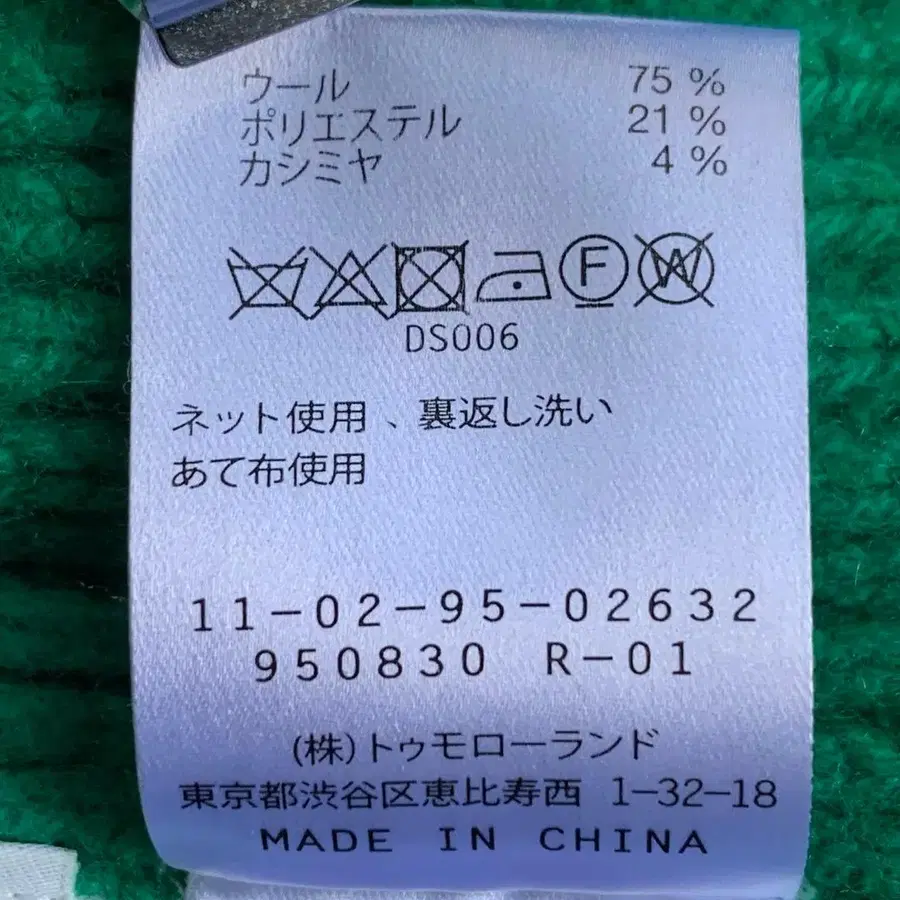 ウール 75 %
ポリエステル 21 %
カシミヤ 4 %
F W
DS006
ネット使用、裏返し洗い
あて布使用
11-02-95-02632
950830 R-01
(株)トゥモローランド
東京都渋谷区恵比寿西 1-32-18
MADE IN CHINA